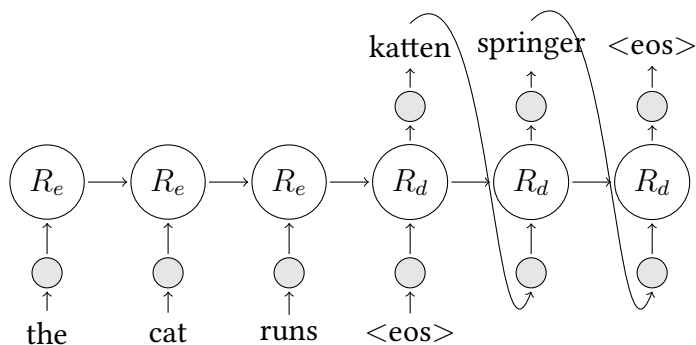 katten springer <eos>
R_e R_e R_e R_d R_d R_d
the cat runs <eos>